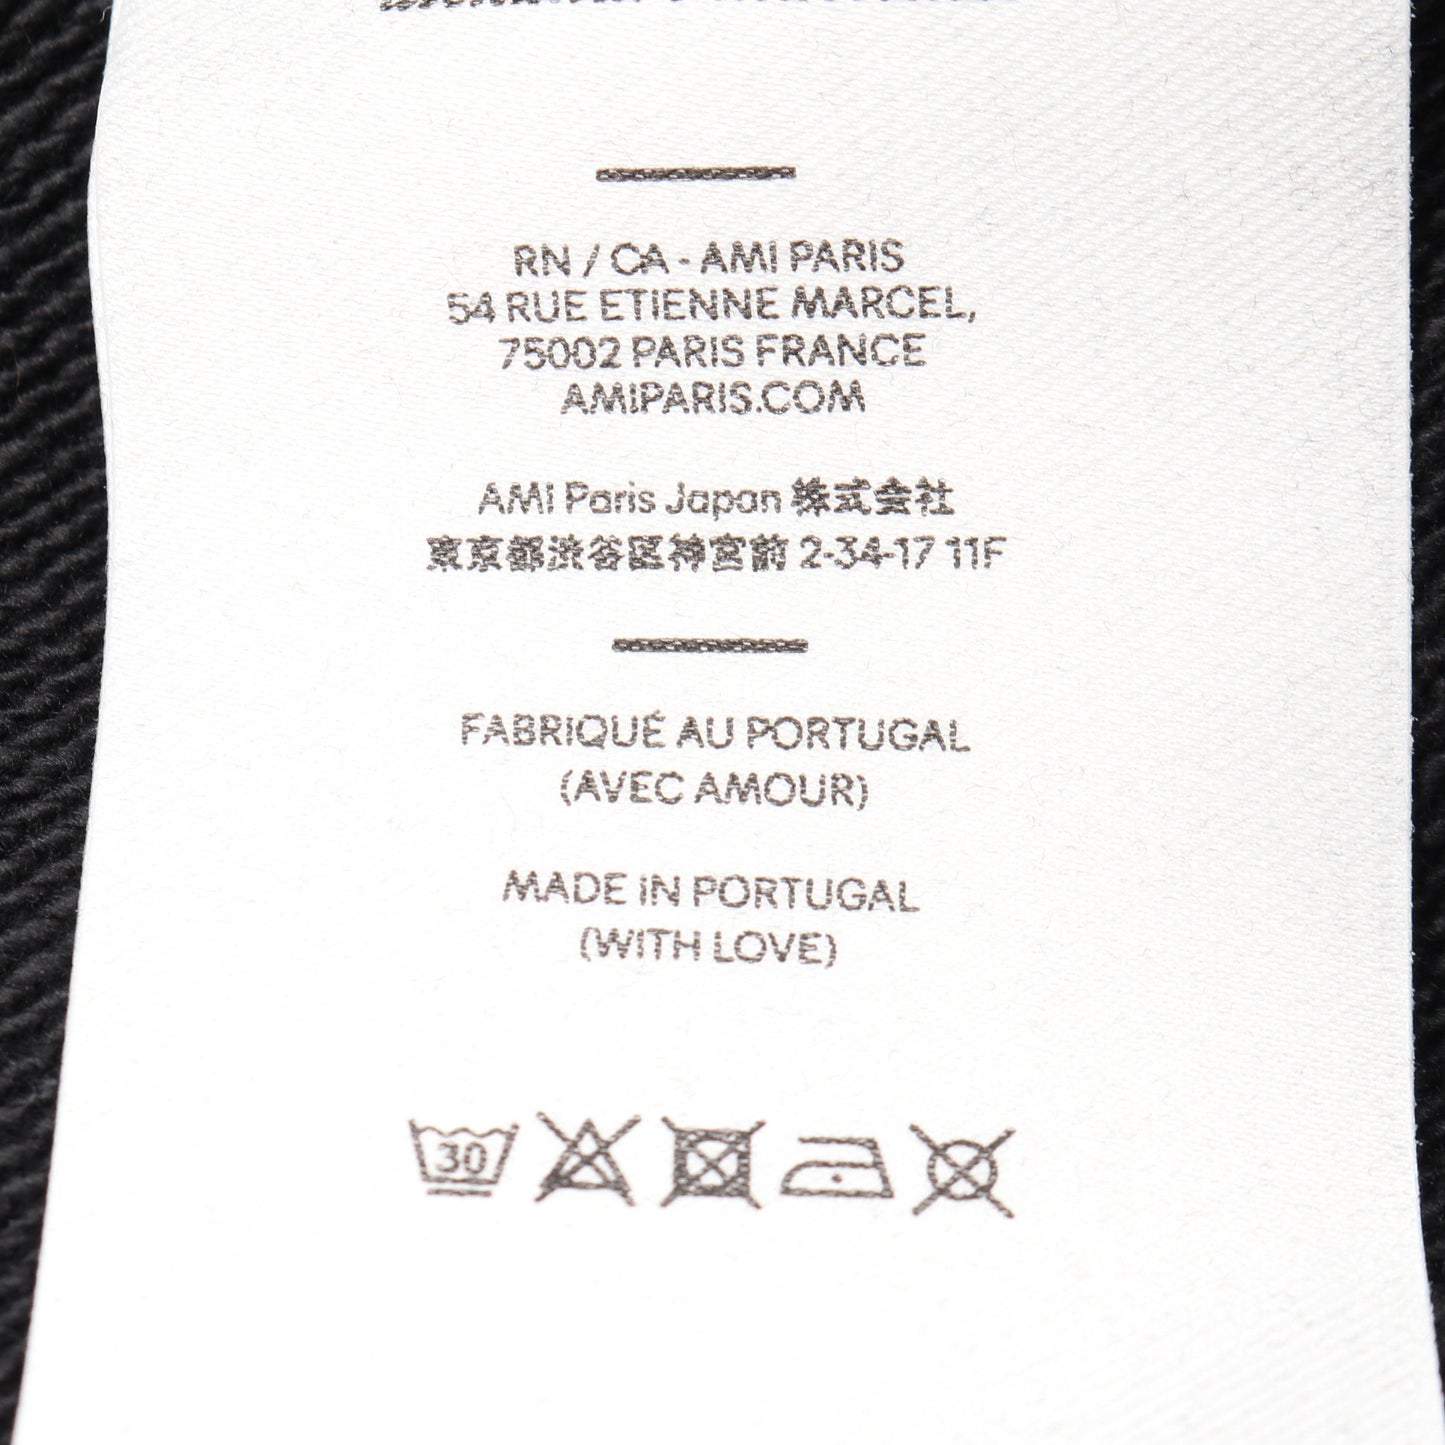 RN / CA - AMI PARIS
54 RUE ETIENNE MARCEL,
75002 PARIS FRANCE
AMIPARIS.COM
AMI Paris Japan 株式会社
東京都渋谷区神宮前 2-34-17 11F
FABRIQUÉ AU PORTUGAL
(AVEC AMOUR)
MADE IN PORTUGAL
(WITH LOVE)
30